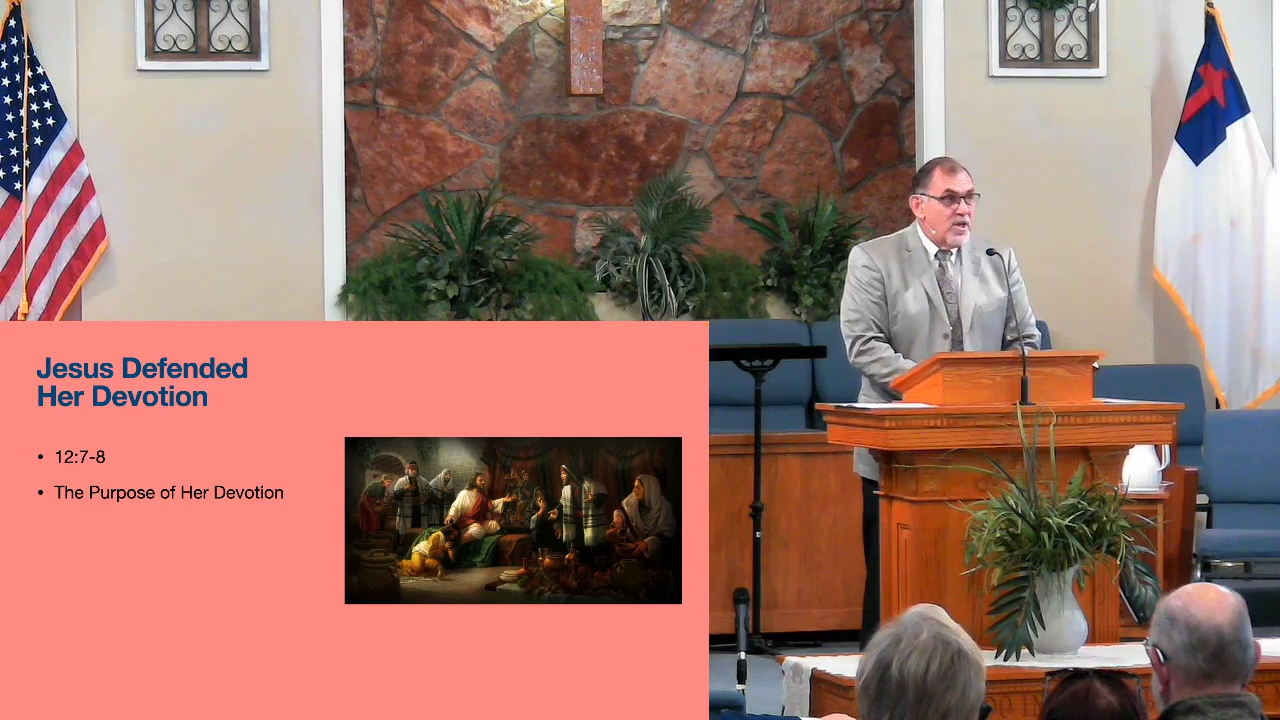 Jesus Defended
Her Devotion
• 12:7-8
• The Purpose of Her Devotion